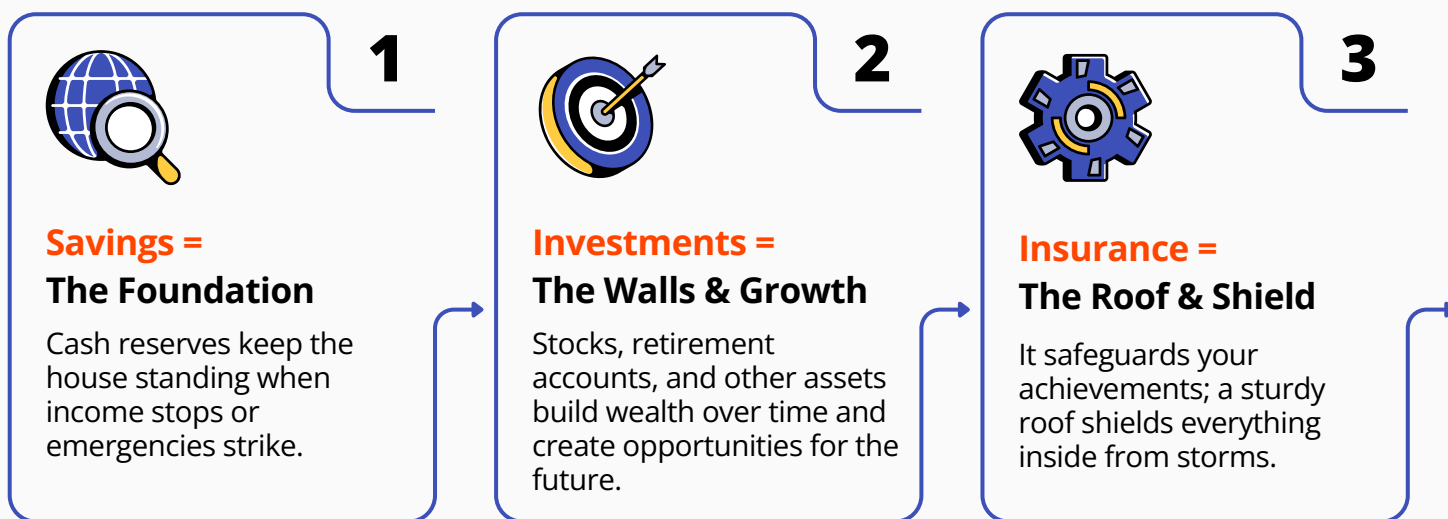 1
Savings =
The Foundation
Cash reserves keep the
house standing when
income stops or
emergencies strike.
2
Investments =
The Walls & Growth
Stocks, retirement
accounts, and other assets
build wealth over time and
create opportunities for the
future.
3
Insurance =
The Roof & Shield
It safeguards your
achievements; a sturdy
roof shields everything
inside from storms.